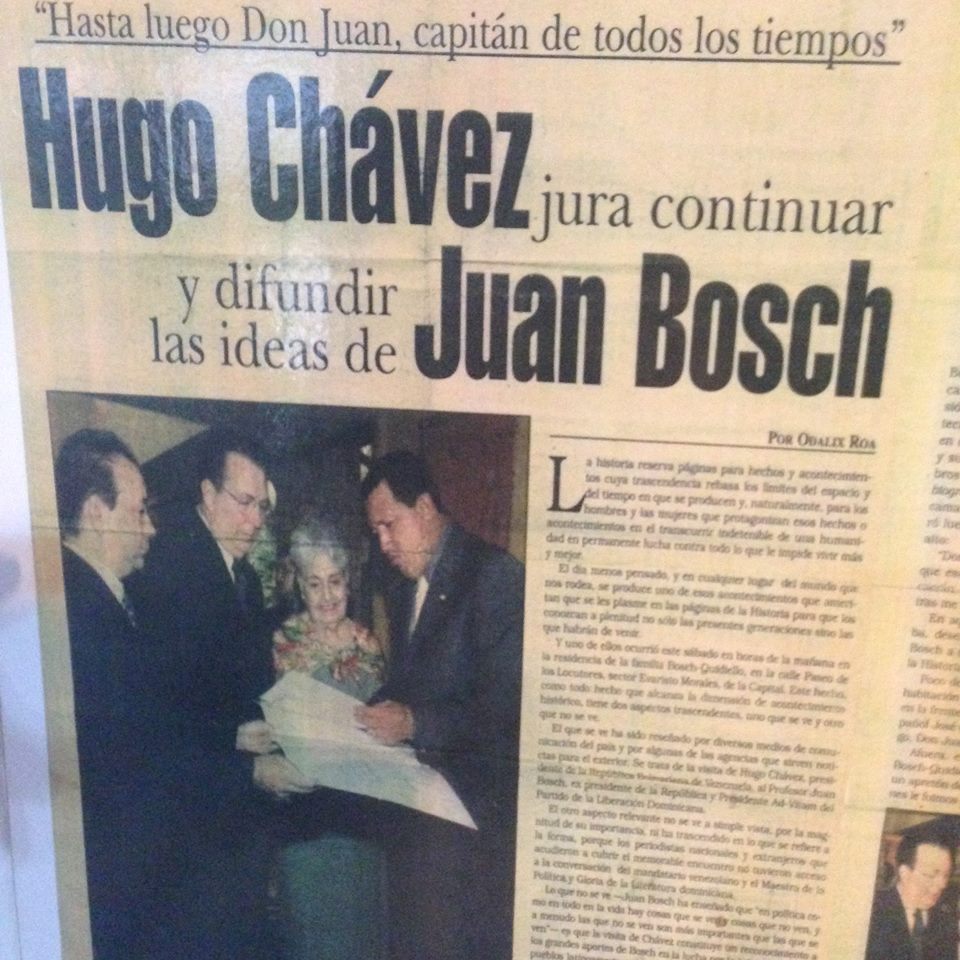 “Hasta luego Don Juan, capitán de todos los tiempos”
Hugo Chávez jura continuar
y difundir
las ideas de Juan Bosch
POR ODALIX ROA
La historia reserva páginas para hechos y acontecimien-
tos cuya trascendencia rebasa los límites del espacio y
del tiempo en que se producen y, naturalmente, para los
hombres y las mujeres que protagonizan esos hechos o
acontecimientos en el transcurrir indetenible de una humani-
dad en permanente lucha contra todo lo que le impide vivir más
y mejor.
El día menos pensado, y en cualquier lugar del mundo que
nos rodea, se produce uno de esos acontecimientos que ameri-
tan que se les plasme en las páginas de la Historia para que los
conozcan a plenitud no sólo las presentes generaciones sino las
que habrán de venir.
Y uno de ellos ocurrió este sábado en horas de la mañana en
la residencia de la familia Bosch-Quidiello, en la calle Paseo de
los Locutores, sector Evaristo Morales, de la Capital. Este hecho,
como todo hecho que alcanza la dimensión de acontecimiento
histórico, tiene dos aspectos trascendentes, uno que se ve y otro
que no se ve.
El que se ve ha sido reseñado por diversos medios de comu-
nicación del país y por algunas de las agencias que sirven noti-
cias para el exterior. Se trata de la visita de Hugo Chávez, presi-
dente de la República Bolivariana de Venezuela, al Profesor Juan
Bosch, ex presidente de la República y Presidente Ad-Vitam del
Partido de la Liberación Dominicana.
El otro aspecto relevante no se ve a simple vista, por la mag-
nitud de su importancia, ni ha trascendido en lo que se refiere a
la forma, porque los periodistas nacionales y extranjeros que
acudieron a cubrir el memorable encuentro no tuvieron acceso
a la conversación del mandatario venezolano y el Maestro de la
Política y Gloria de la Literatura dominicana.
Lo que no se ve —Juan Bosch ha enseñado que “en política co-
mo en todo en la vida hay cosas que se ven y cosas que no ven, y
a menudo las que no se ven son más importantes que las que se
ven”— es que la visita de Chávez constituye un reconocimiento a
los grandes aportes de Bosch en la lucha